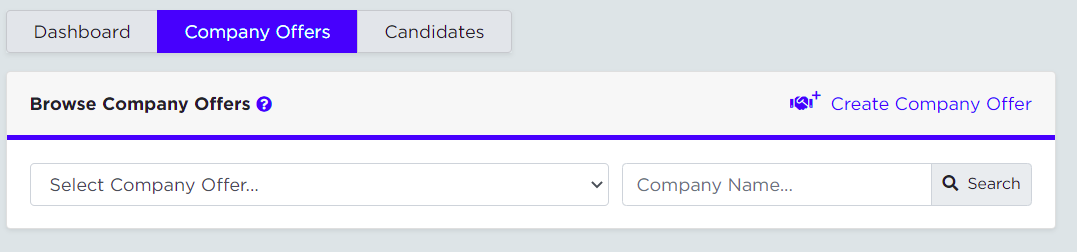 Dashboard Company Offers Candidates
Browse Company Offers ? Create Company Offer
Select Company Offer... Company Name... Search